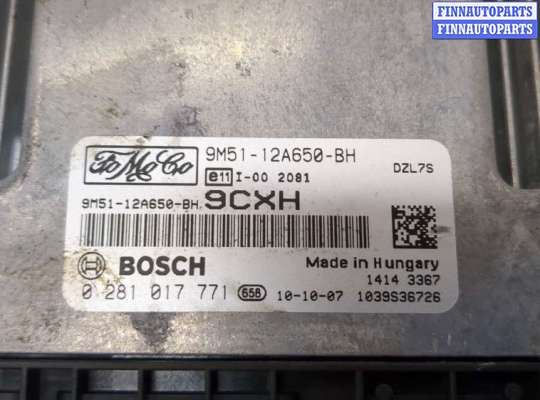 FINNAUTOPARTS
FINNAUTOPARTS
FoMoCo 9M51-12A650-BH DZL7S
e11 I-00 2081
9M51-12A650-BH 9CXH
BOSCH Made in Hungary
1414 3367
0 281 017 771 658 10-10-07 1039S36726